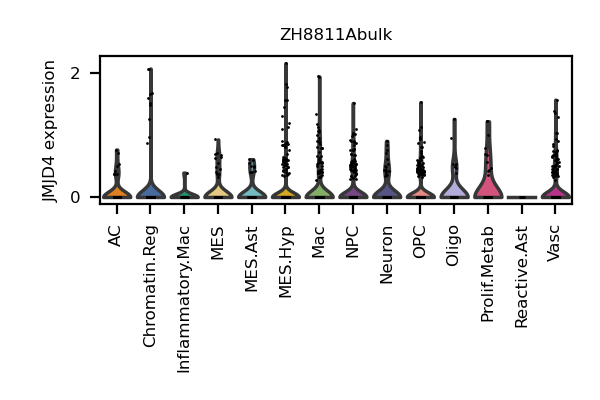 ZH8811Abulk
JMJD4 expression
2
0
AC
Chromatin.Reg
Inflammatory.Mac
MES
MES.Ast
MES.Hyp
Mac
NPC
Neuron
OPC
Oligo
Prolif.Metab
Reactive.Ast
Vasc